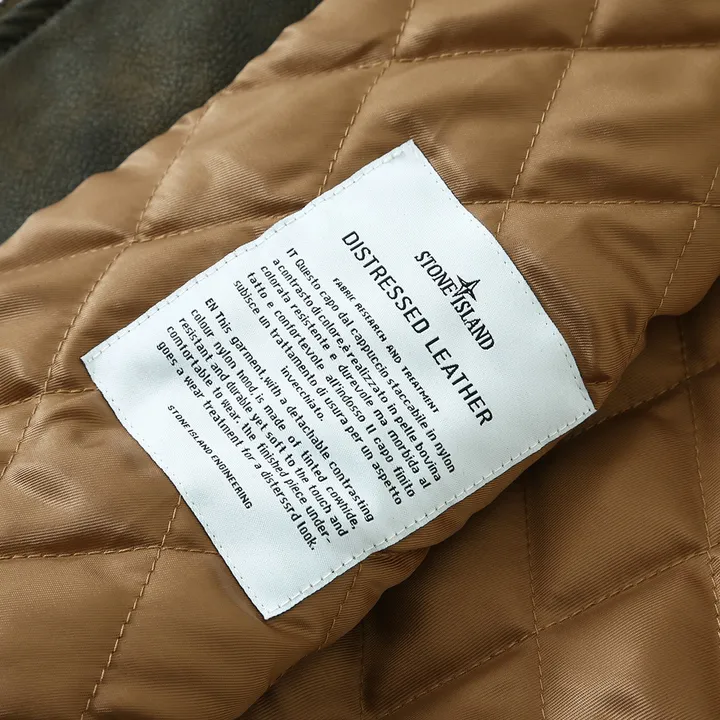 STONE ISLAND
DISTRESSED LEATHER
FABRIC RESEARCH AND TREATMENT
IT Questo capo dal cappuccio staccabile in nylon
a contrasto di colore,è realizzato in pelle bovina
colorata resistente e durevole ma morbida al
tatto e confortevole all'indosso Il capo finito
subisce un trattamento di usura per un aspetto
invecchiato.
EN This garment with a detachable contrasting
colour nylon hood is made of tinted cowhide,
resistant and durable yet soft to the touch and
comfortable to wear. the finished piece under-
goes a wear treatment for a disterssrd look.
STONE ISLAND ENGINEERING